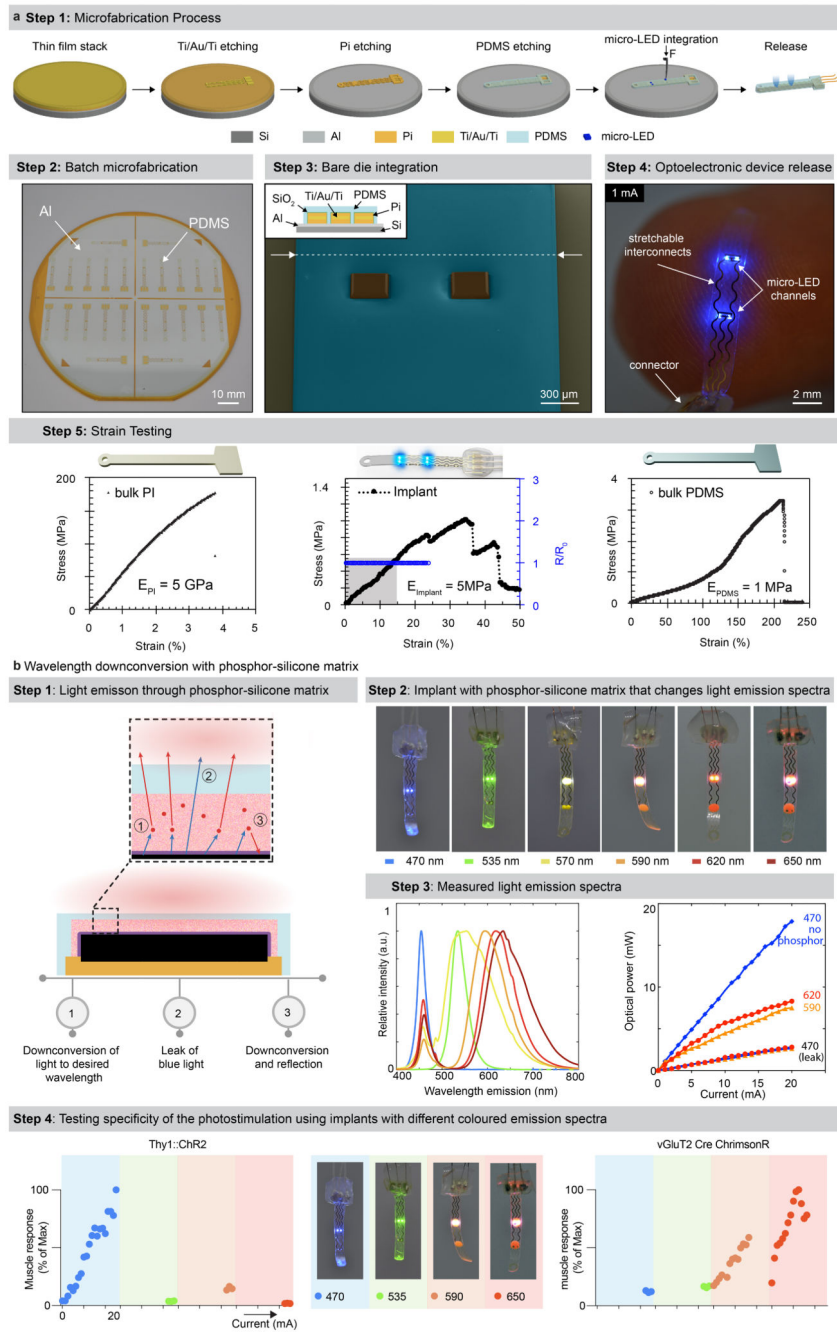 a Step 1: Microfabrication Process
Thin film stack
Ti/Au/Ti etching
Pi etching
PDMS etching
micro-LED integration
F
Release
Si
Al
Pi
Ti/Au/Ti
PDMS
micro-LED
Step 2: Batch microfabrication
Al
PDMS
10 mm
Step 3: Bare die integration
SiO2
Ti/Au/Ti
PDMS
Al
Pi
Si
300 µm
Step 4: Optoelectronic device release
1 mA
stretchable
interconnects
micro-LED
channels
connector
2 mm
Step 5: Strain Testing
200
0
Stress (MPa)
bulk PI
EPI = 5 GPa
0 1 2 3 4 5
Strain (%)
1.4
0
Stress (MPa)
Implant
EImplant = 5MPa
0 10 20 30 40 50
Strain (%)
3
2
1
0
R/R0
4
0
Stress (MPa)
bulk PDMS
EPDMS = 1 MPa
0 50 100 150 200 250
Strain (%)
b Wavelength downconversion with phosphor-silicone matrix
Step 1: Light emisson through phosphor-silicone matrix
1
2
3
1
2
3
Downconversion of
light to desired
wavelength
Leak of
blue light
Downconversion
and reflection
Step 2: Implant with phosphor-silicone matrix that changes light emission spectra
470 nm
535 nm
570 nm
590 nm
620 nm
650 nm
Step 3: Measured light emission spectra
1
0
Relative intensity (a.u.)
400 500 600 700 800
Wavelength emission (nm)
20
10
0
Optical power (mW)
470
no
phosphor
620
590
470
(leak)
0 5 10 15 20 25
Current (mA)
Step 4: Testing specificity of the photostimulation using implants with different coloured emission spectra
Thy1::ChR2
100
0
Muscle response
(% of Max)
0 20
Current (mA)
470
535
590
650
vGluT2 Cre ChrimsonR
100
0
muscle response
(% of Max)